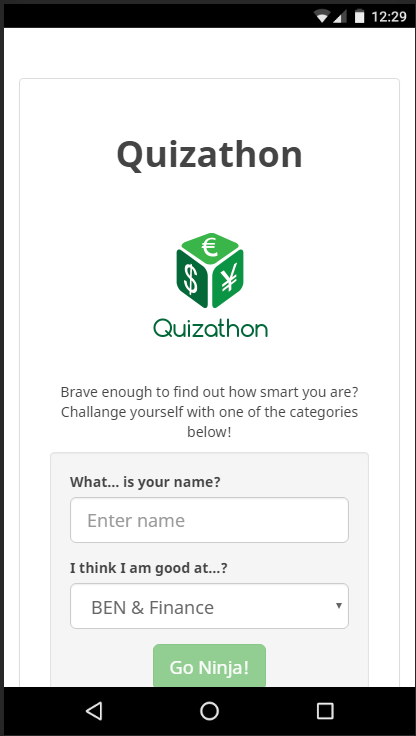 12:29
Quizathon
€
$ ¥
Quizathon
Brave enough to find out how smart you are?
Challange yourself with one of the categories
below!
What... is your name?
Enter name
I think I am good at...?
BEN & Finance
Go Ninja!